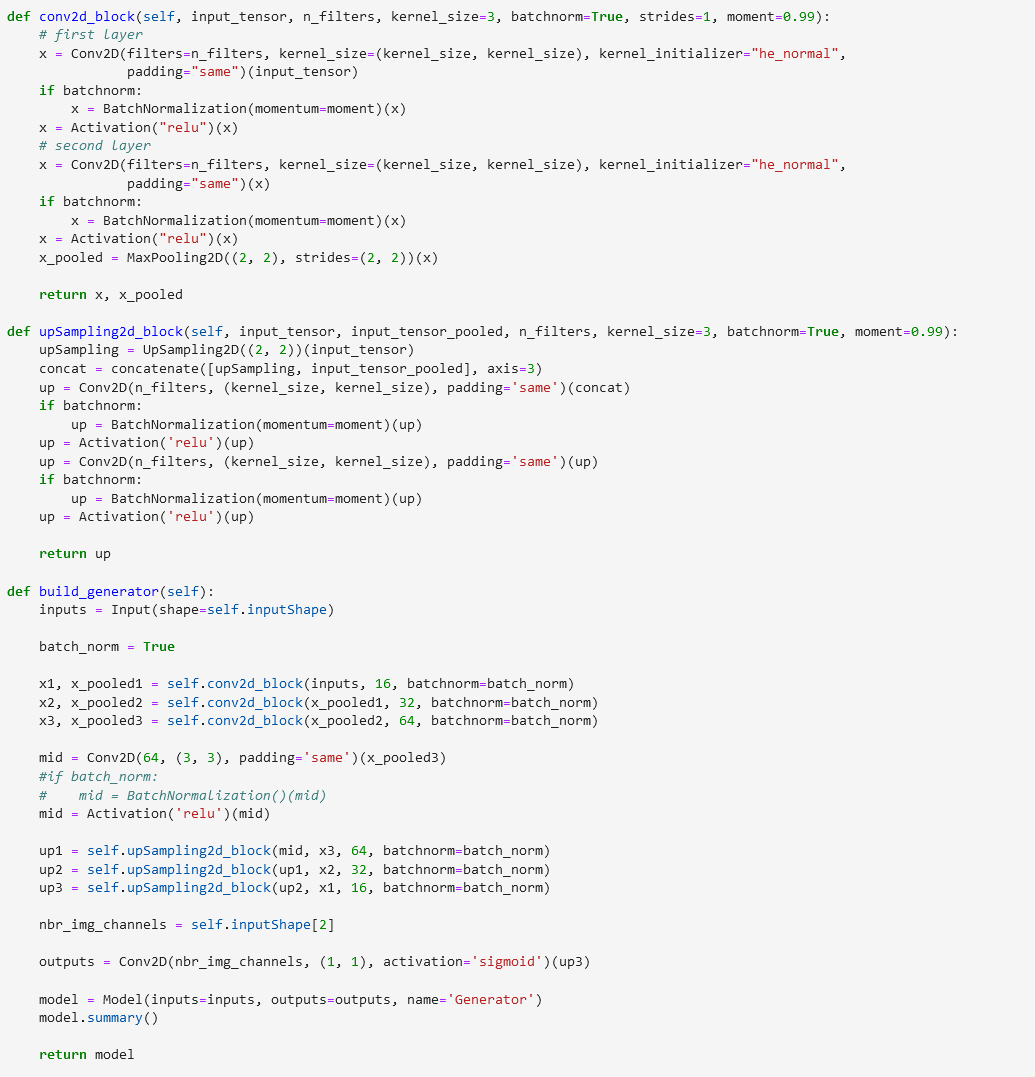 def conv2d_block(self, input_tensor, n_filters, kernel_size=3, batchnorm=True, strides=1, moment=0.99):
    # first layer
    x = Conv2D(filters=n_filters, kernel_size=(kernel_size, kernel_size), kernel_initializer="he_normal",
               padding="same")(input_tensor)
    if batchnorm:
        x = BatchNormalization(momentum=moment)(x)
    x = Activation("relu")(x)
    # second layer
    x = Conv2D(filters=n_filters, kernel_size=(kernel_size, kernel_size), kernel_initializer="he_normal",
               padding="same")(x)
    if batchnorm:
        x = BatchNormalization(momentum=moment)(x)
    x = Activation("relu")(x)
    x_pooled = MaxPooling2D((2, 2), strides=(2, 2))(x)

    return x, x_pooled

def upSampling2d_block(self, input_tensor, input_tensor_pooled, n_filters, kernel_size=3, batchnorm=True, moment=0.99):
    upSampling = UpSampling2D((2, 2))(input_tensor)
    concat = concatenate([upSampling, input_tensor_pooled], axis=3)
    up = Conv2D(n_filters, (kernel_size, kernel_size), padding='same')(concat)
    if batchnorm:
        up = BatchNormalization(momentum=moment)(up)
    up = Activation('relu')(up)
    up = Conv2D(n_filters, (kernel_size, kernel_size), padding='same')(up)
    if batchnorm:
        up = BatchNormalization(momentum=moment)(up)
    up = Activation('relu')(up)

    return up

def build_generator(self):
    inputs = Input(shape=self.inputShape)

    batch_norm = True

    x1, x_pooled1 = self.conv2d_block(inputs, 16, batchnorm=batch_norm)
    x2, x_pooled2 = self.conv2d_block(x_pooled1, 32, batchnorm=batch_norm)
    x3, x_pooled3 = self.conv2d_block(x_pooled2, 64, batchnorm=batch_norm)

    mid = Conv2D(64, (3, 3), padding='same')(x_pooled3)
    #if batch_norm:
    #    mid = BatchNormalization()(mid)
    mid = Activation('relu')(mid)

    up1 = self.upSampling2d_block(mid, x3, 64, batchnorm=batch_norm)
    up2 = self.upSampling2d_block(up1, x2, 32, batchnorm=batch_norm)
    up3 = self.upSampling2d_block(up2, x1, 16, batchnorm=batch_norm)

    nbr_img_channels = self.inputShape[2]

    outputs = Conv2D(nbr_img_channels, (1, 1), activation='sigmoid')(up3)

    model = Model(inputs=inputs, outputs=outputs, name='Generator')
    model.summary()

    return model